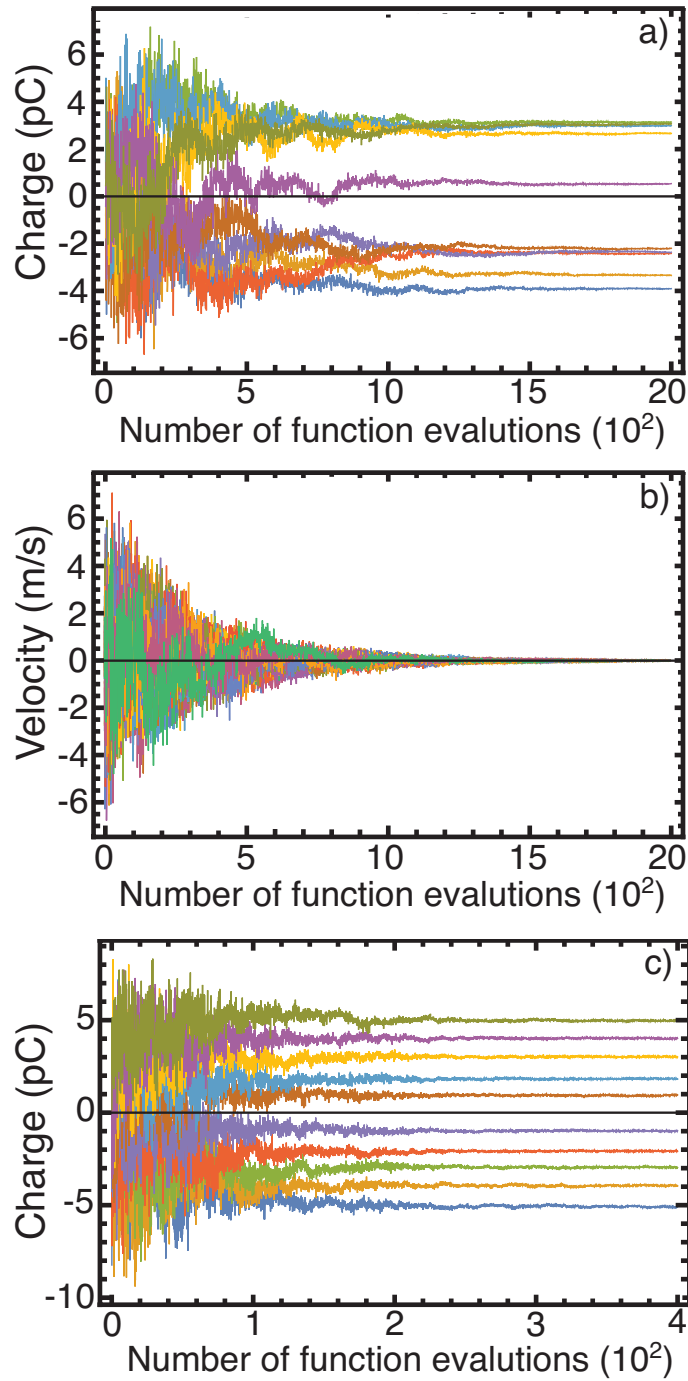 a)
Charge (pC)
6
4
2
0
-2
-4
-6
0 5 10 15 20
Number of function evalutions (10²)
b)
Velocity (m/s)
6
4
2
0
-2
-4
-6
0 5 10 15 20
Number of function evalutions (10²)
c)
Charge (pC)
5
0
-5
-10
0 1 2 3 4
Number of function evalutions (10²)